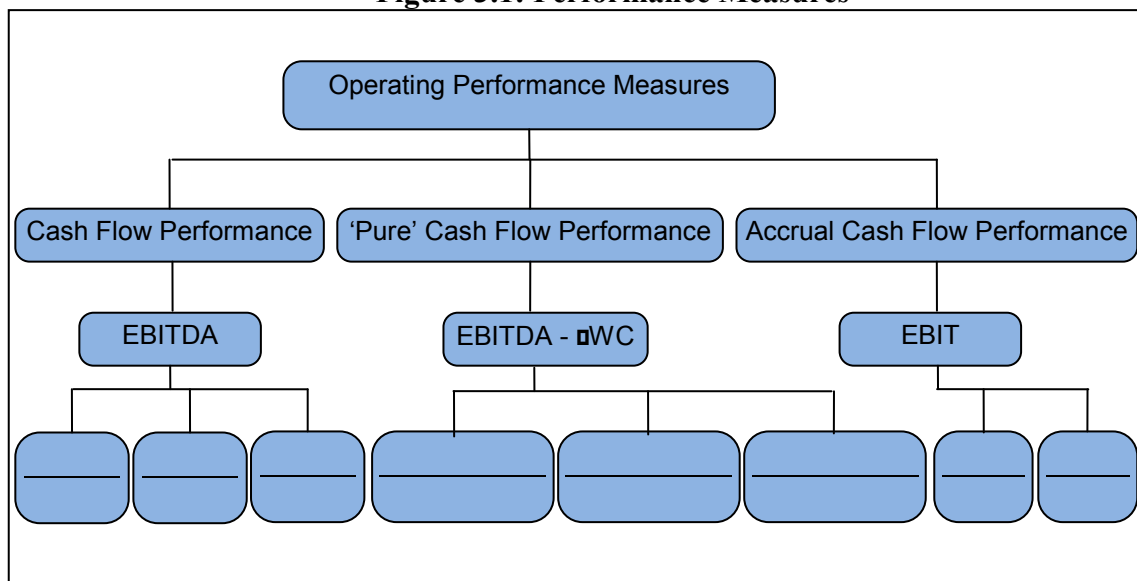 Figure 3.1: Performance Measures
Operating Performance Measures
Cash Flow Performance
‘Pure’ Cash Flow Performance
Accrual Cash Flow Performance
EBITDA
EBITDA - ▯WC
EBIT